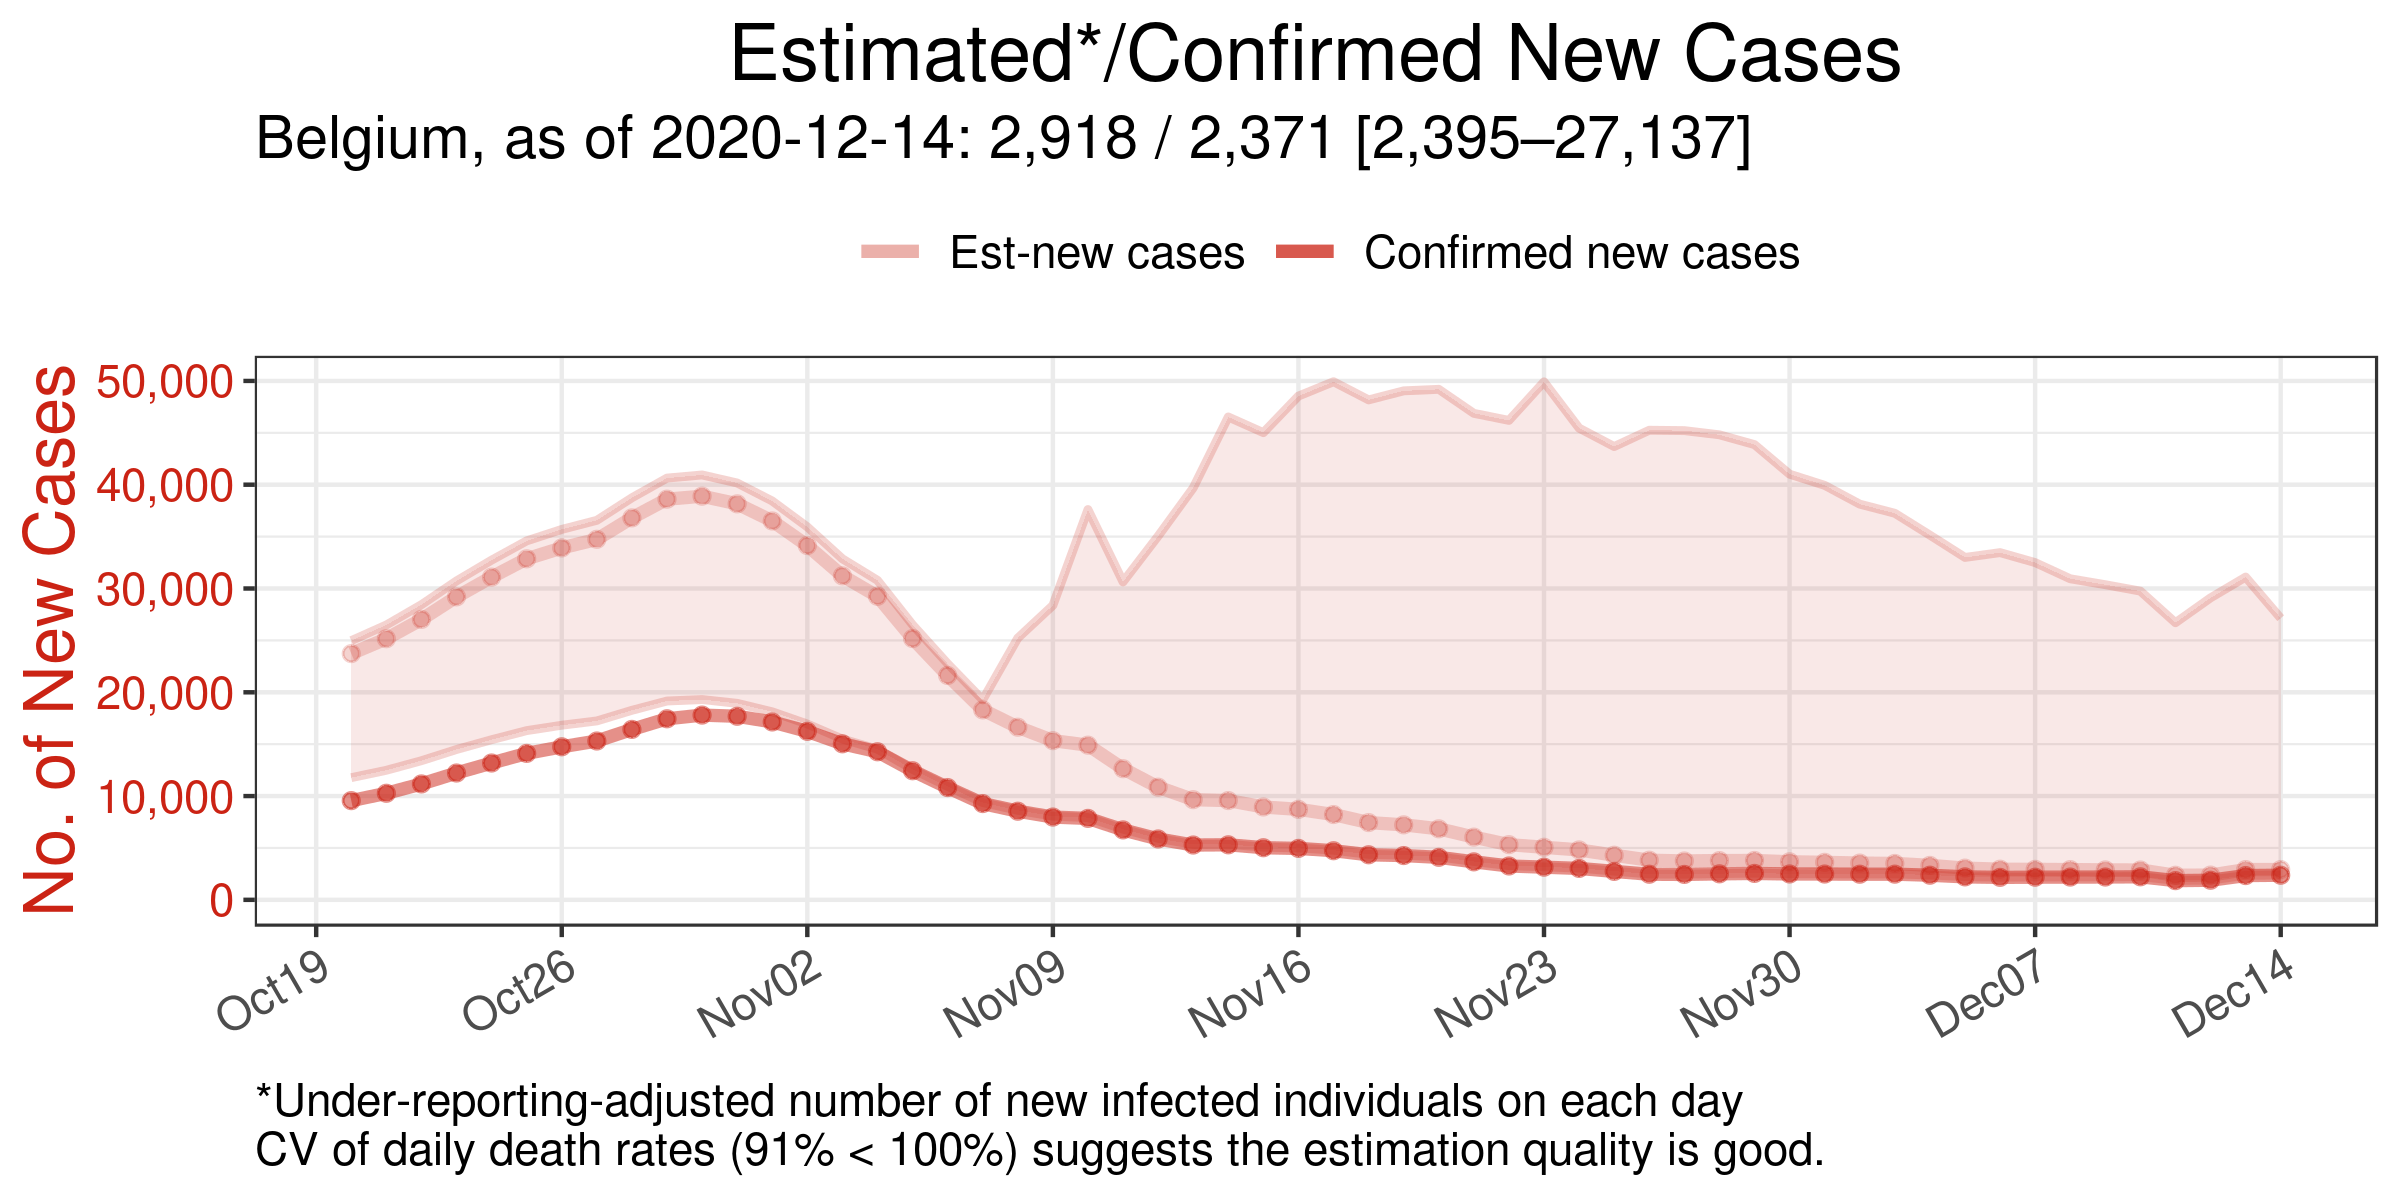 Estimated*/Confirmed New Cases
Belgium, as of 2020-12-14: 2,918 / 2,371 [2,395–27,137]
Est-new cases
Confirmed new cases
No. of New Cases
50,000
40,000
30,000
20,000
10,000
0
Oct19
Oct26
Nov02
Nov09
Nov16
Nov23
Nov30
Dec07
Dec14
*Under-reporting-adjusted number of new infected individuals on each day
CV of daily death rates (91% < 100%) suggests the estimation quality is good.